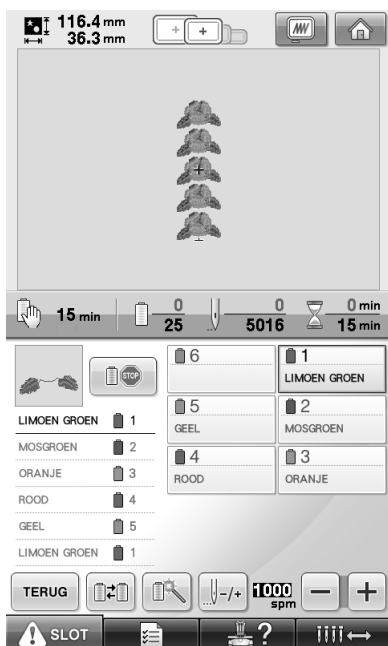 116.4 mm
36.3 mm
15 min
0
25
0
5016
0 min
15 min
STOP
6
1
LIMOEN GROEN
5
GEEL
2
MOSGROEN
4
ROOD
3
ORANJE
LIMOEN GROEN 1
MOSGROEN 2
ORANJE 3
ROOD 4
GEEL 5
LIMOEN GROEN 1
TERUG
-/+
1000 spm
− +
SLOT
?